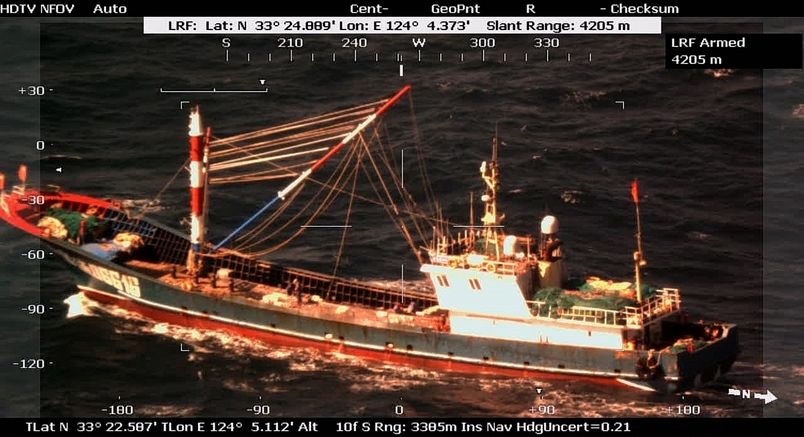 HDTV NFOV Auto Cent- GeoPnt R - Checksum
LRF: Lat: N 33° 24.009' Lon: E 124° 4.373' Slant Range: 4205 m
LRF Armed
4205 m
S 210 240 W 300 330
+30
0
-30
-60
-90
-120
-180 -90 0 +90 +180
N
TLat N 33° 22.507' TLon E 124° 5.112' Alt 10f S Rng: 3305m Ins Nav HdgUncert=0.21